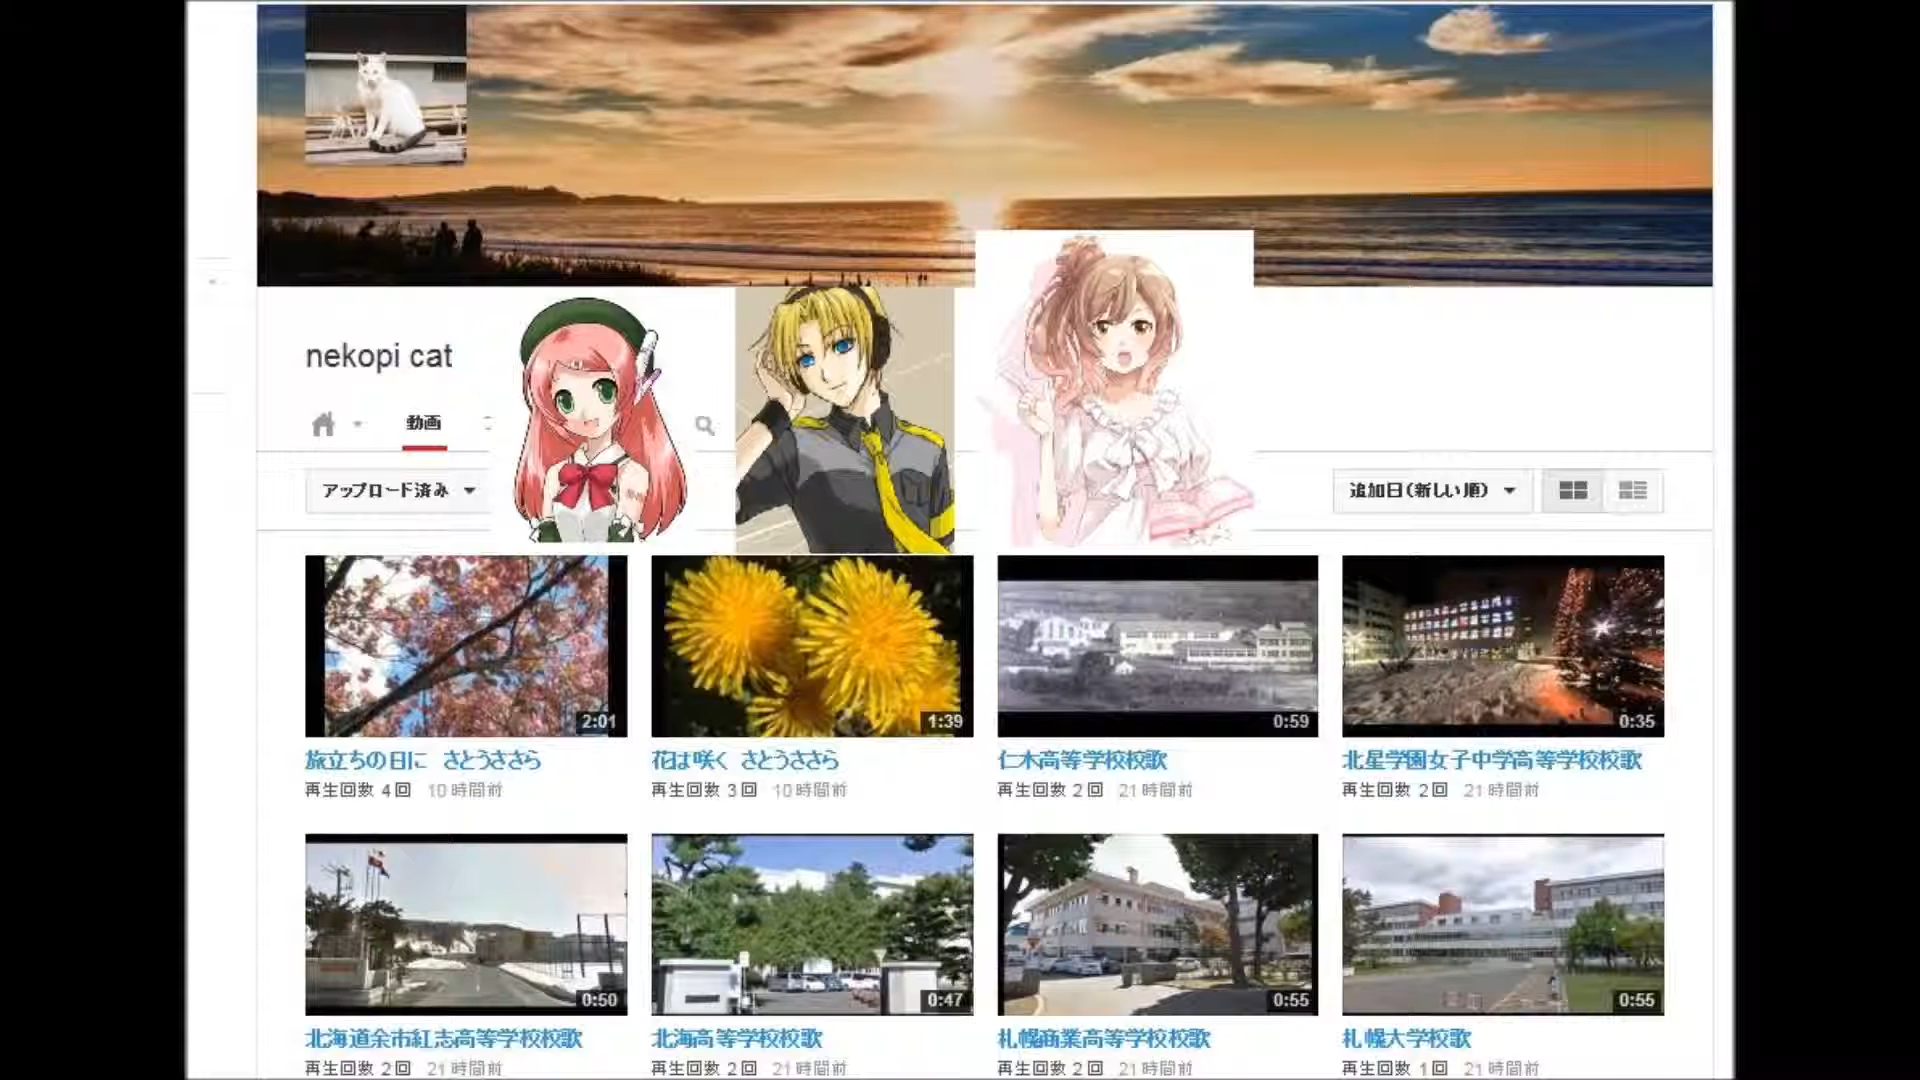 nekopi cat
動画
アップロード済み
追加日(新しい順)
2:01
1:39
0:59
0:35
旅立ちの日に さとうささら
花は咲く さとうささら
仁木高等学校校歌
北星学園女子中学高等学校校歌
再生回数 4回 10 時間前
再生回数 3回 10 時間前
再生回数 2回 21 時間前
再生回数 2回 21 時間前
0:50
0:47
0:55
0:55
北海道余市紅志高等学校校歌
北海高等学校校歌
札幌商業高等学校校歌
札幌大学校歌
再生回数 2回 21 時間前
再生回数 2回 21 時間前
再生回数 2回 21 時間前
再生回数 1回 21 時間前